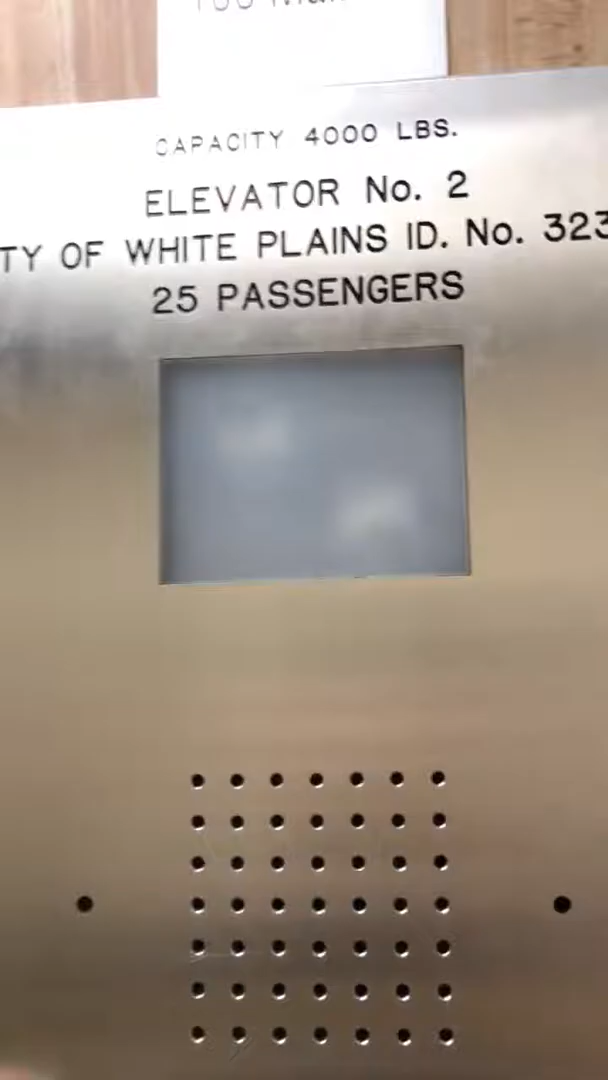 CAPACITY 4000 LBS.
ELEVATOR No. 2
TY OF WHITE PLAINS ID. No. 323
25 PASSENGERS